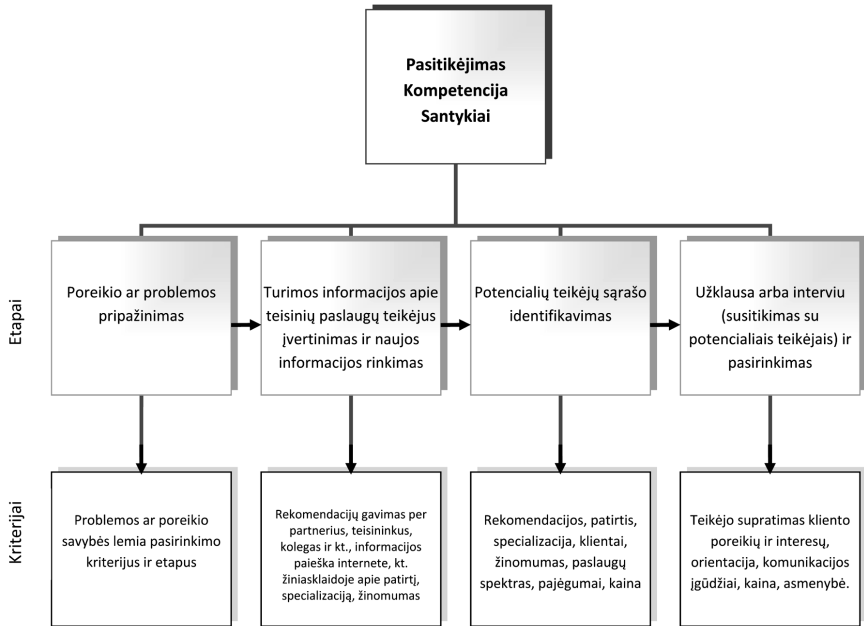 Pasitikėjimas
Kompetencija
Santykiai
Etapai
Poreikio ar problemos
pripažinimas
Turimos informacijos apie
teisinių paslaugų teikėjus
įvertinimas ir naujos
informacijos rinkimas
Potencialių teikėjų sąrašo
identifikavimas
Užklausa arba interviu
(susitikimas su
potencialiais teikėjais) ir
pasirinkimas
Kriterijai
Problemos ar poreikio
savybės lemia pasirinkimo
kriterijus ir etapus
Rekomendacijų gavimas per
partnerius, teisininkus,
kolegas ir kt., informacijos
paieška internete, kt.
žiniasklaidoje apie patirtį,
specializaciją, žinomumas
Rekomendacijos, patirtis,
specializacija, klientai,
žinomumas, paslaugų
spektras, pajėgumai, kaina
Teikėjo supratimas kliento
poreikių ir interesų,
orientacija, komunikacijos
įgūdžiai, kaina, asmenybė.